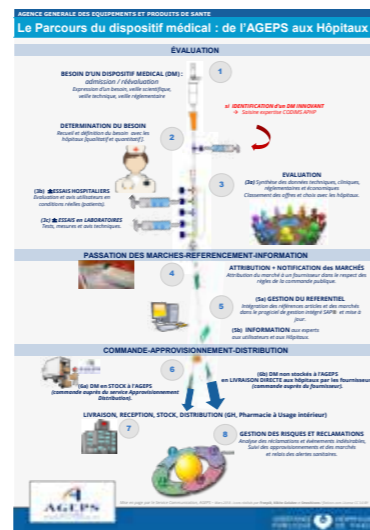 AGENCE GENERALE DES EQUIPEMENTS ET PRODUITS DE SANTE
Le Parcours du dispositif médical : de l'AGEPS aux Hôpitaux
ÉVALUATION
BESOIN D'UN DISPOSITIF MEDICAL (DM) :
admission / réévaluation
Expression d'un besoin, veille scientifique,
veille technique, veille réglementaire
1
si IDENTIFICATION d'un DM INNOVANT
→ Saisine expertise CODIMS APHP
DETERMINATION DU BESOIN
Recueil et définition du besoin avec les
hôpitaux [qualitatif et quantitatif].
2
3
EVALUATION
(3a) Synthèse des données techniques, cliniques,
réglementaires et économiques
Classement des offres et choix avec les hôpitaux.
(3b) ESSAIS HOSPITALIERS
Evaluation et avis utilisateurs en
conditions réelles (patients).
(3c) ESSAIS en LABORATOIRES
Tests, mesures et avis techniques.
PASSATION DES MARCHES-REFERENCEMENT-INFORMATION
4
ATTRIBUTION + NOTIFICATION des MARCHÉS
Attribution du marché à un fournisseur dans le respect des
règles de la commande publique.
5
(5a) GESTION DU REFERENTIEL
Intégration des références articles et des marchés
dans le progiciel de gestion intégré SAP® et mise à
jour.
(5b) INFORMATION aux experts
aux utilisateurs et aux Hôpitaux.
COMMANDE-APPROVISIONNEMENT-DISTRIBUTION
6
(6a) DM en STOCK à l'AGEPS
(commande auprès du service Approvisionnement
Distribution).
(6b) DM non stockés à l'AGEPS
en LIVRAISON DIRECTE aux hôpitaux par les fournisseurs
(commande auprès du fournisseur).
LIVRAISON, RECEPTION, STOCK, DISTRIBUTION (GH, Pharmacie à Usage intérieur)
7
8
GESTION DES RISQUES ET RECLAMATIONS
Analyse des réclamations et événements indésirables,
Suivi des approvisionnements et des marchés
et relais des alertes sanitaires.
AGEPS
ASSISTANCE HÔPITAUX
PUBLIQUE DE PARIS